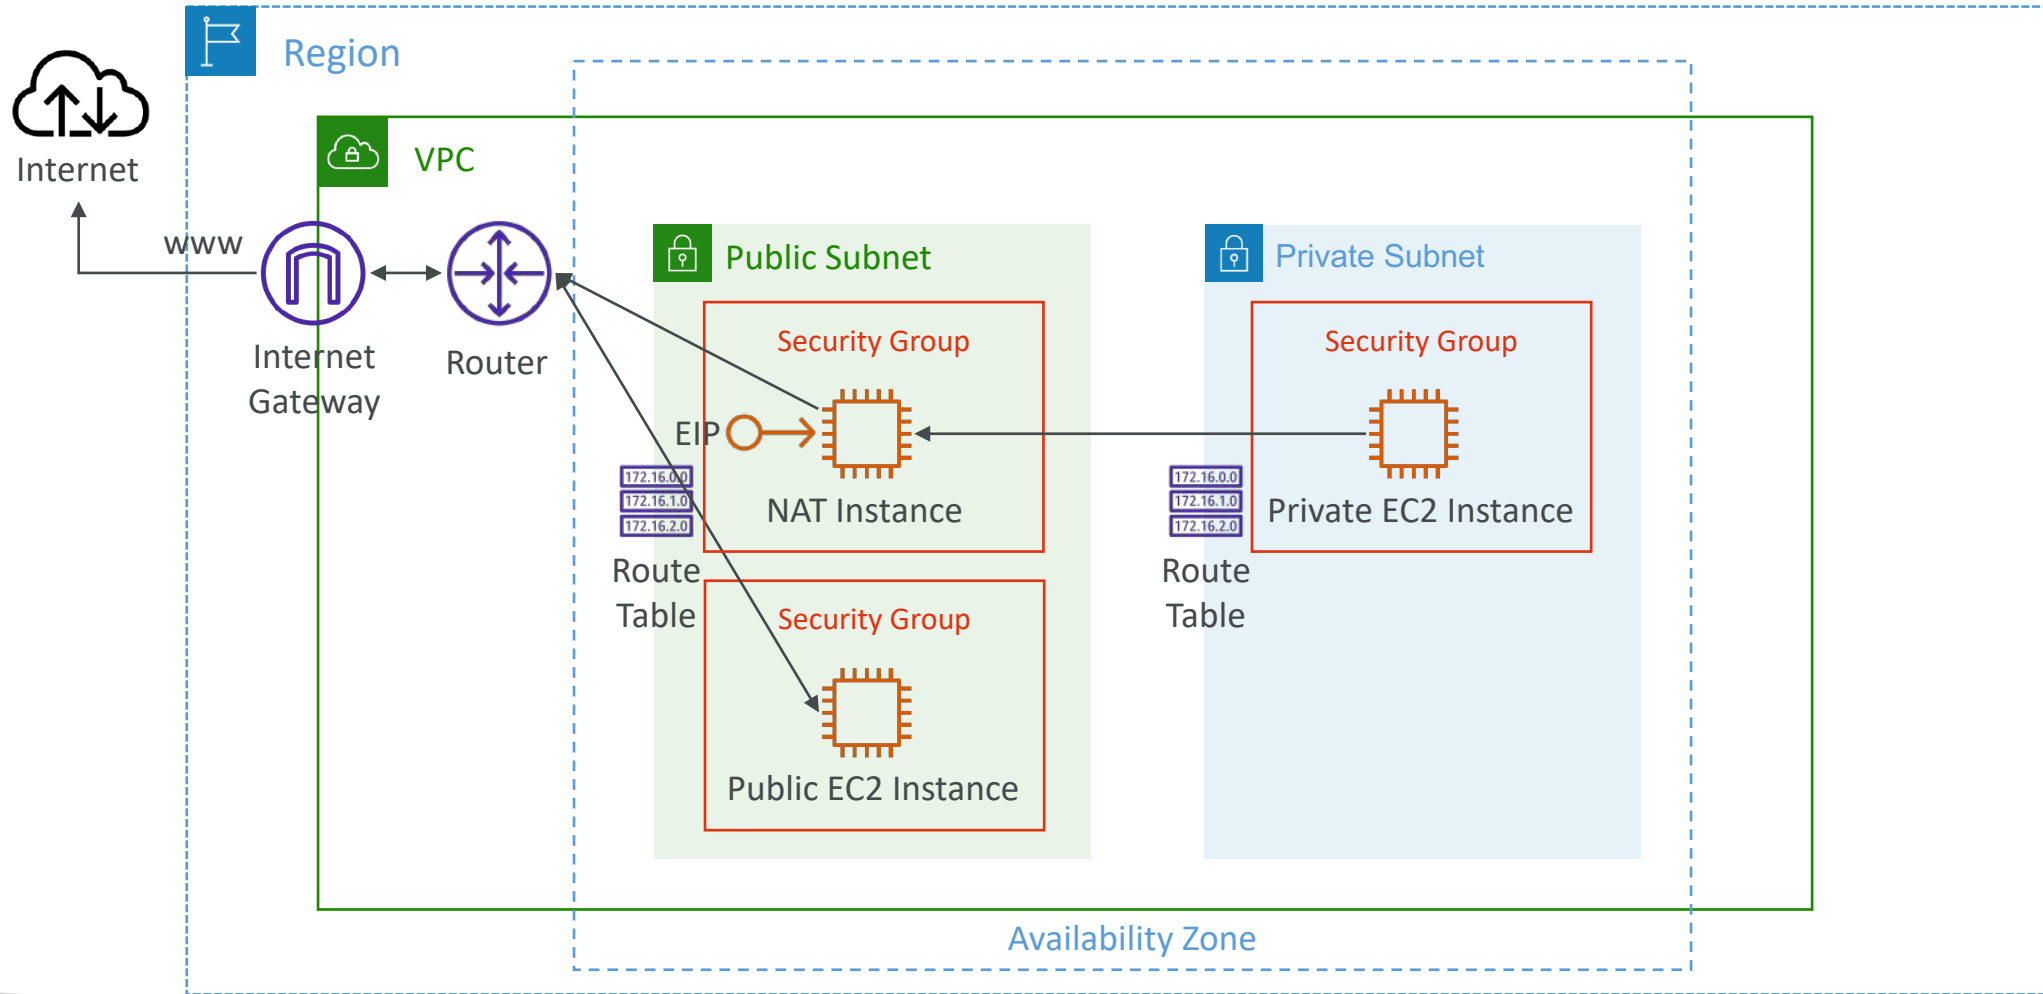 Region
Internet
VPC
www
Internet
Gateway
Router
Public Subnet
Security Group
EIP
NAT Instance
172.16.0.0
172.16.1.0
172.16.2.0
Route
Table
Security Group
Public EC2 Instance
Private Subnet
Security Group
Private EC2 Instance
172.16.0.0
172.16.1.0
172.16.2.0
Route
Table
Availability Zone